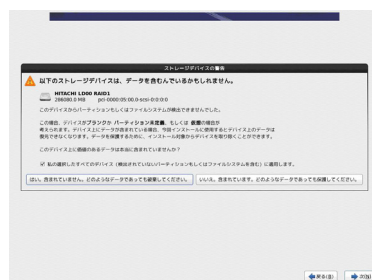 ストレージデバイスの警告
以下のストレージデバイスは、データを含んでいるかもしれません。
HITACHI LD00 RAID1
286080.0 MB pci-0000:05:00.0-scsi-0:0:0:0
このデバイスからパーティションもしくはファイルシステムが検出できませんでした。
この場合、デバイスがブランクか パーティション未定義、もしくは 仮想の場合が
考えられます。デバイス上にデータが含まれている場合、今回インストールに使用するとデバイス上のデータは
復元できなくなります。データを保護するために、インストール対象からデバイスを取り除くことができます。
このデバイス上に価値のあるデータは本当に含まれていませんか？
私の選択したすべてのデバイス（検出されていないパーティションもしくはファイルシステムを含む）に適用します。
はい。含まれていません。どのようなデータであっても破棄してください。
いいえ。含まれています。どのようなデータであっても保護してください。
戻る(B)
次(N)